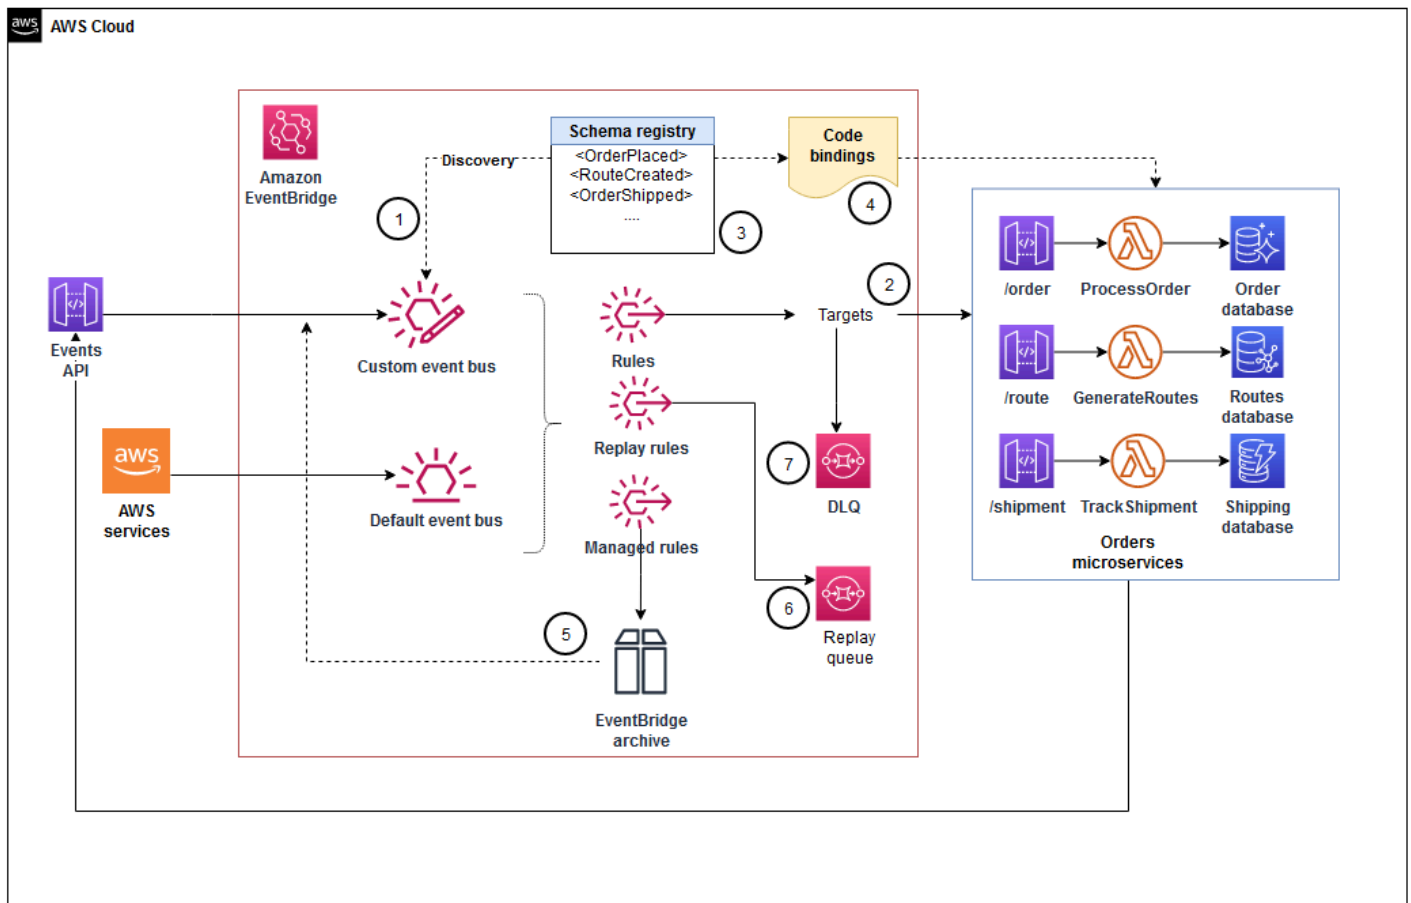 aws
AWS Cloud
Amazon
EventBridge
Schema registry
<OrderPlaced>
<RouteCreated>
<OrderShipped>
....
Discovery
Code
bindings
1
3
4
2
Events
API
Custom event bus
Rules
Targets
/order
ProcessOrder
Order
database
Replay rules
/route
GenerateRoutes
Routes
database
aws
AWS
services
Default event bus
Managed rules
7
DLQ
/shipment
TrackShipment
Shipping
database
Orders
microservices
5
6
Replay
queue
EventBridge
archive